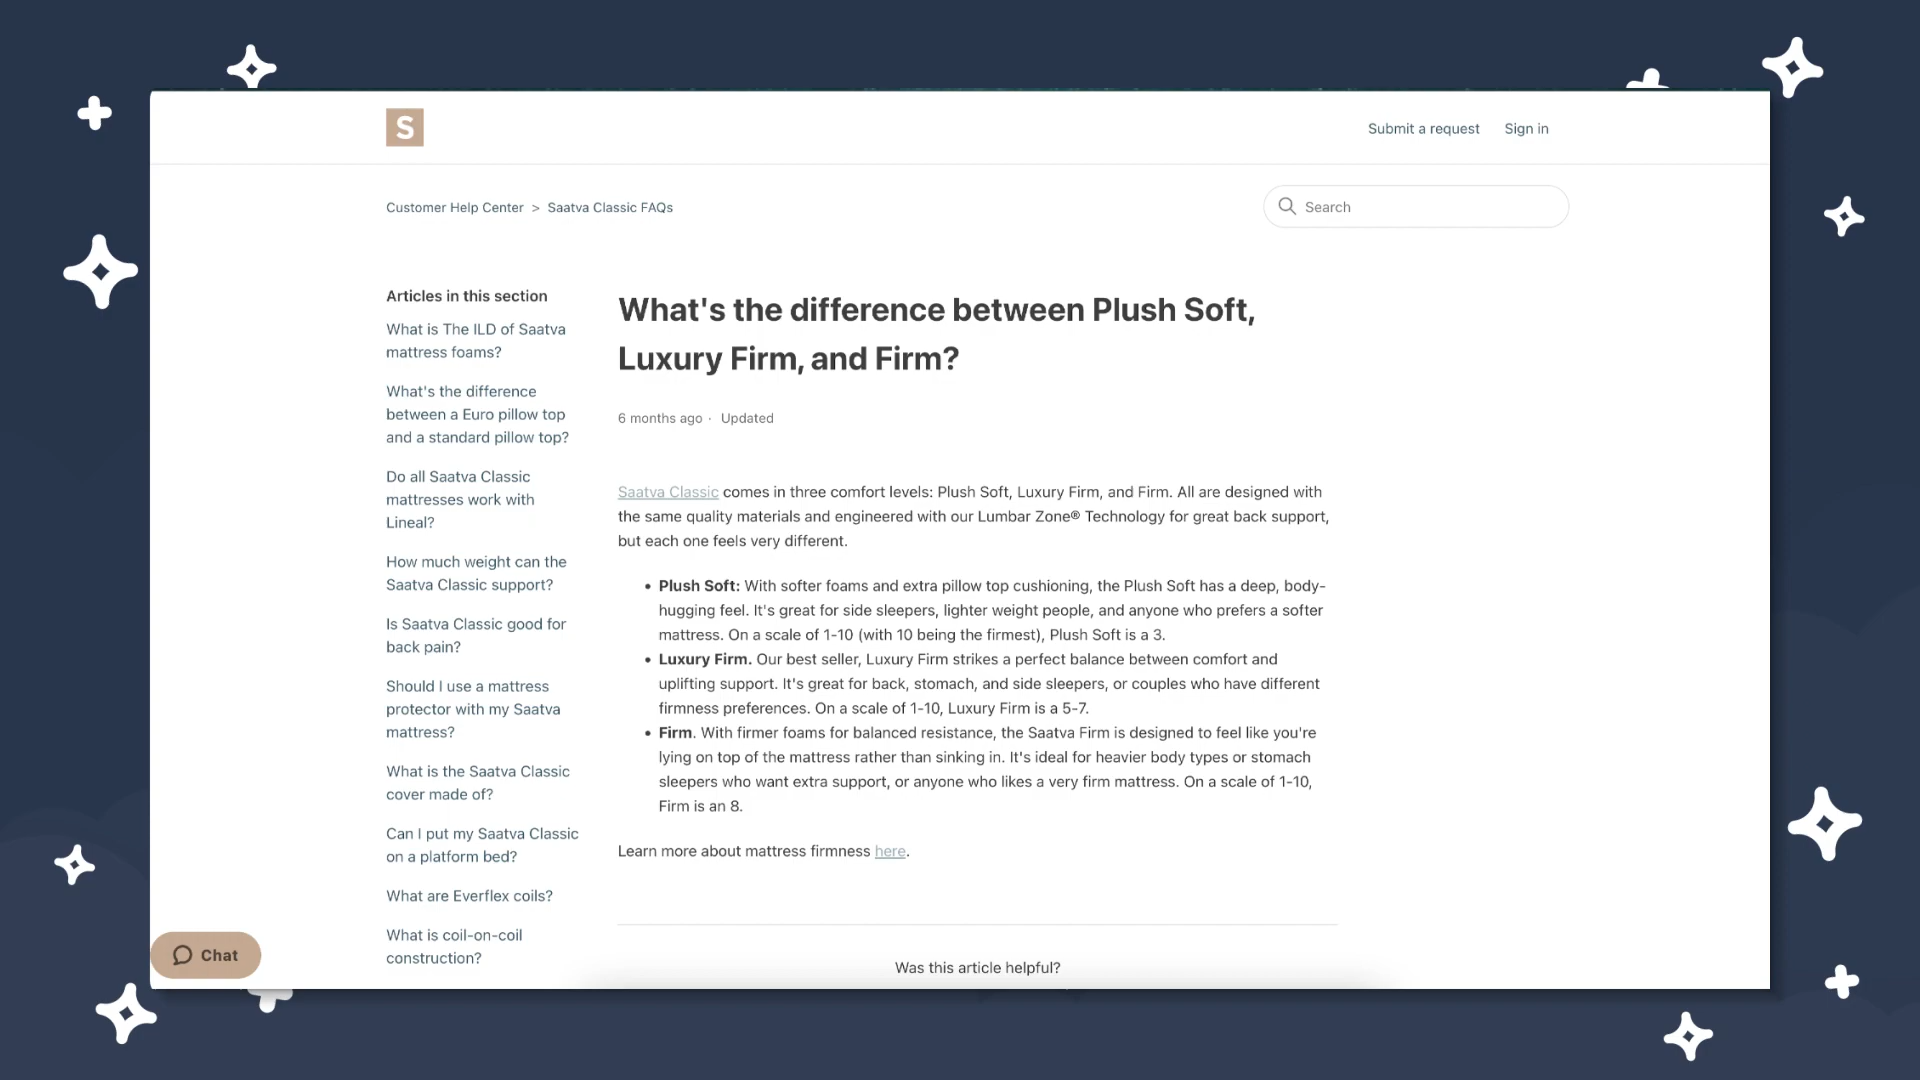 S
Submit a request
Sign in
Customer Help Center > Saatva Classic FAQs
Search
Articles in this section
What is The ILD of Saatva
mattress foams?
What's the difference
between a Euro pillow top
and a standard pillow top?
Do all Saatva Classic
mattresses work with
Lineal?
How much weight can the
Saatva Classic support?
Is Saatva Classic good for
back pain?
Should I use a mattress
protector with my Saatva
mattress?
What is the Saatva Classic
cover made of?
Can I put my Saatva Classic
on a platform bed?
What are Everflex coils?
What is coil-on-coil
construction?
Chat
What's the difference between Plush Soft,
Luxury Firm, and Firm?
6 months ago · Updated
Saatva Classic comes in three comfort levels: Plush Soft, Luxury Firm, and Firm. All are designed with
the same quality materials and engineered with our Lumbar Zone® Technology for great back support,
but each one feels very different.
• Plush Soft: With softer foams and extra pillow top cushioning, the Plush Soft has a deep, body-
hugging feel. It's great for side sleepers, lighter weight people, and anyone who prefers a softer
mattress. On a scale of 1-10 (with 10 being the firmest), Plush Soft is a 3.
• Luxury Firm. Our best seller, Luxury Firm strikes a perfect balance between comfort and
uplifting support. It's great for back, stomach, and side sleepers, or couples who have different
firmness preferences. On a scale of 1-10, Luxury Firm is a 5-7.
• Firm. With firmer foams for balanced resistance, the Saatva Firm is designed to feel like you're
lying on top of the mattress rather than sinking in. It's ideal for heavier body types or stomach
sleepers who want extra support, or anyone who likes a very firm mattress. On a scale of 1-10,
Firm is an 8.
Learn more about mattress firmness here.
Was this article helpful?